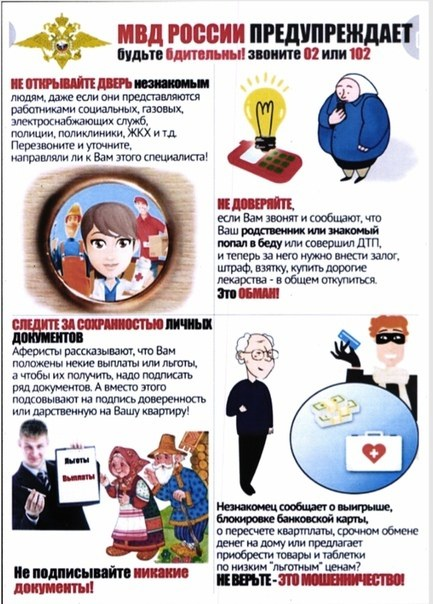 МВД РОССИИ ПРЕДУПРЕЖДАЕТ
будьте бдительны! звоните 02 или 102
НЕ ОТКРЫВАЙТЕ ДВЕРЬ незнакомым
людям, даже если они представляются
работниками социальных, газовых,
электроснабжающих служб,
полиции, поликлиники, ЖКХ и т.д.
Перезвоните и уточните,
направляли ли к Вам этого специалиста!
НЕ ДОВЕРЯЙТЕ,
если Вам звонят и сообщают, что
Ваш родственник или знакомый
попал в беду или совершил ДТП,
и теперь за него нужно внести залог,
штраф, взятку, купить дорогие
лекарства - в общем откупиться.
Это ОБМАН!
СЛЕДИТЕ ЗА СОХРАННОСТЬЮ ЛИЧНЫХ
ДОКУМЕНТОВ
Аферисты рассказывают, что Вам
положены некие выплаты или льготы,
а чтобы их получить, надо подписать
ряд документов. А вместо этого
подсовывают на подпись доверенность
или дарственную на Вашу квартиру!
Льготы
Выплаты
Не подписывайте никакие
документы!
Незнакомец сообщает о выигрыше,
блокировке банковской карты,
о пересчете квартплаты, срочном обмене
денег на дому или предлагает
приобрести товары и таблетки
по низким "льготным" ценам?
НЕ ВЕРЬТЕ - ЭТО МОШЕННИЧЕСТВО!